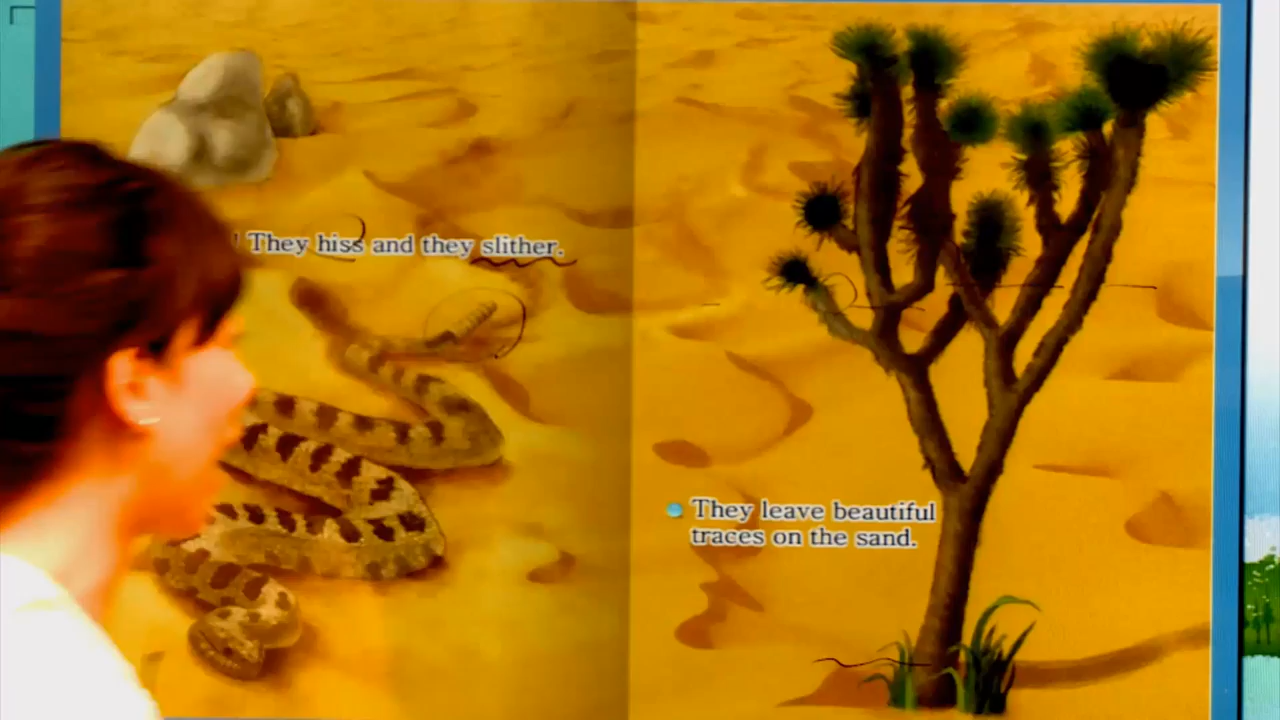 They hiss and they slither.
They leave beautiful
traces on the sand.